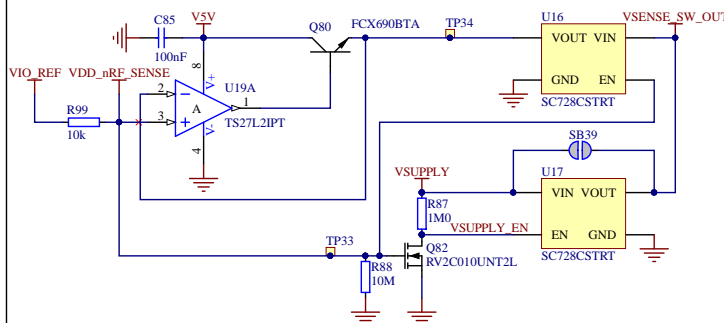 C85
V5V
Q80
FCX690BTA
TP34
U16
VSENSE_SW_OUT
100nF
VOUT VIN
VIO_REF
VDD_nRF_SENSE
8
V+
U19A
GND EN
R99
10k
2
3
A
1
TS27L2IPT
SC728CSTRT
V-
4
SB39
VSUPPLY
U17
VIN VOUT
R87
1M0
VSUPPLY_EN
EN GND
TP33
Q82
RV2C010UNT2L
SC728CSTRT
R88
10M